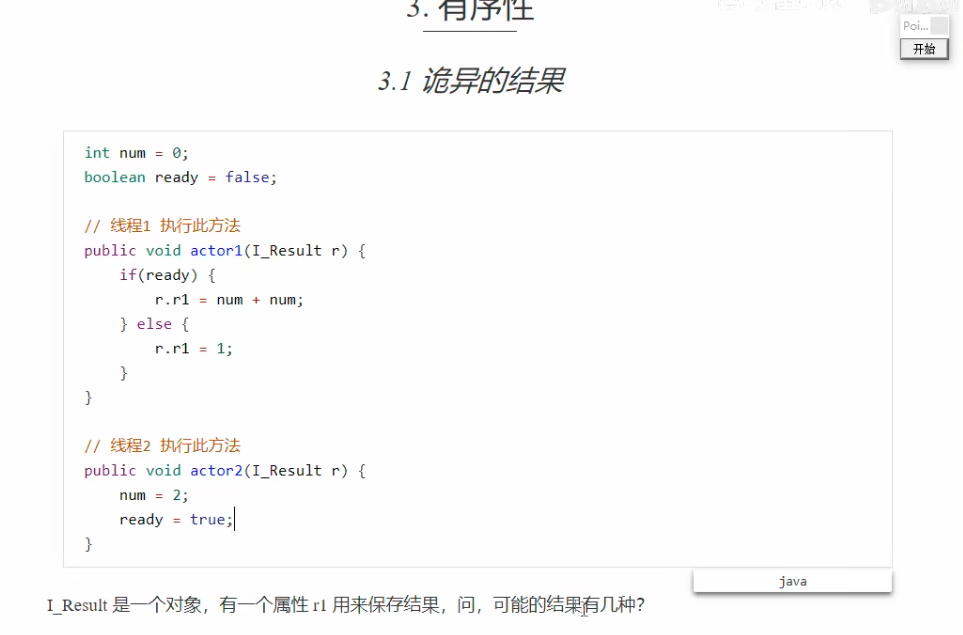 3. 有序性
Poi...
开始
3.1 诡异的结果
int num = 0;
boolean ready = false;
// 线程1 执行此方法
public void actor1(I_Result r) {
if(ready) {
r.r1 = num + num;
} else {
r.r1 = 1;
}
}
// 线程2 执行此方法
public void actor2(I_Result r) {
num = 2;
ready = true;
}
java
I_Result 是一个对象，有一个属性 r1 用来保存结果，问，可能的结果有几种？